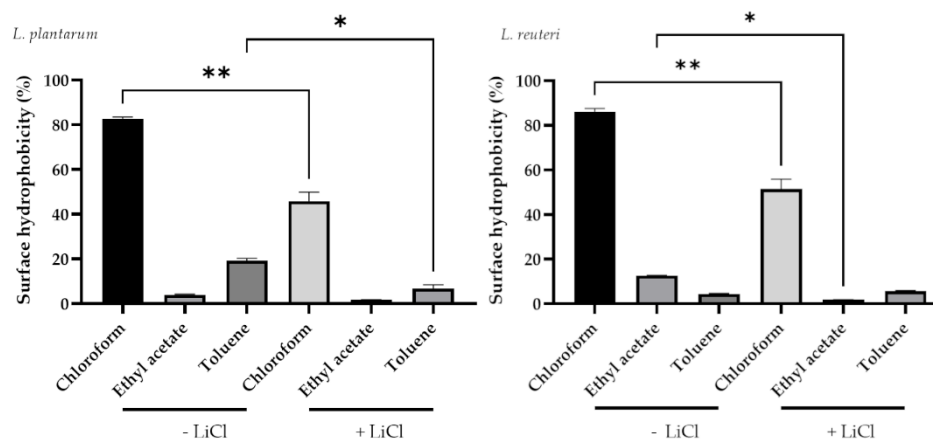 L. plantarum
*
**
Surface hydrophobicity (%)
100
80
60
40
20
0
Chloroform
Ethyl acetate
Toluene
Chloroform
Ethyl acetate
Toluene
- LiCl
+ LiCl
L. reuteri
*
**
Surface hydrophobicity (%)
100
80
60
40
20
0
Chloroform
Ethyl acetate
Toluene
Chloroform
Ethyl acetate
Toluene
- LiCl
+ LiCl